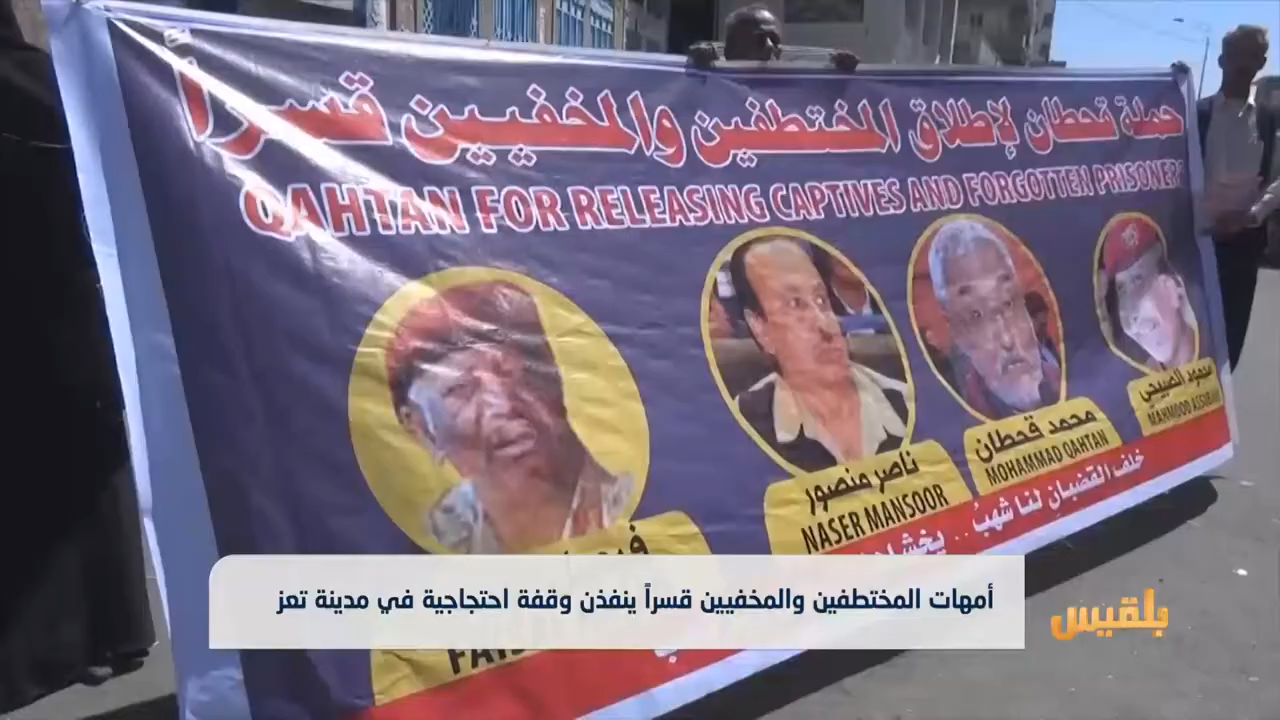 حملة قحطان لإطلاق المختطفين والمخفيين قسراً
QAHTAN FOR RELEASING CAPTIVES AND FORGOTTEN PRISONERS
محمود الصبيحي
MAHMOOD
محمد قحطان
MOHAMMAD QAHTAN
ناصر منصور
NASER MANSOOR
خلف القضبان لنا شهبٌ ..
أمهات المختطفين والمخفيين قسراً ينفذن وقفة احتجاجية في مدينة تعز
بلقيس